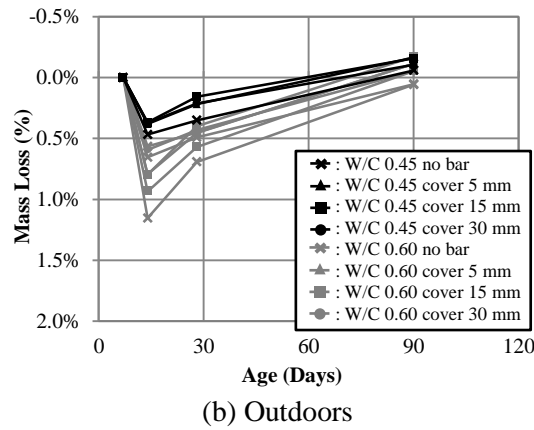 -0.5%
0.0%
0.5%
1.0%
1.5%
2.0%
Mass Loss (%)
: W/C 0.45 no bar
: W/C 0.45 cover 5 mm
: W/C 0.45 cover 15 mm
: W/C 0.45 cover 30 mm
: W/C 0.60 no bar
: W/C 0.60 cover 5 mm
: W/C 0.60 cover 15 mm
: W/C 0.60 cover 30 mm
0 30 60 90 120
Age (Days)
(b) Outdoors